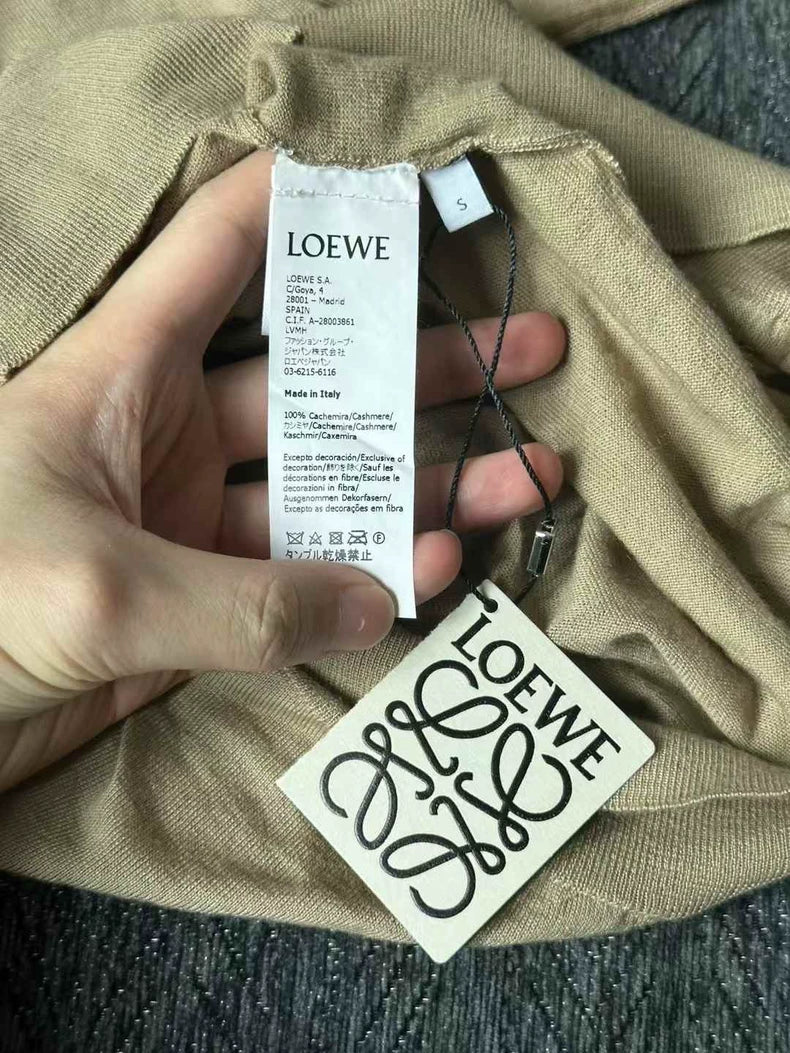 LOEWE
S
LOEWE S.A.
C/Goya, 4
28001 – Madrid
SPAIN
C.I.F. A-28003861
LVMH
ファッション・グループ・
ジャパン株式会社
ロエベジャパン
03-6215-6116
Made in Italy
100% Cachemira/Cashmere/
カシミヤ/Cachemire/Cashmere/
Kaschmir/Caxemira
Excepto decoración/Exclusive of
decoration/飾りを除く/Sauf les
décorations en fibre/Escluse le
decorazioni in fibra/
Ausgenommen Dekorfasern/
Excepto as decorações em fibra
F
タンブル乾燥禁止
LOEWE